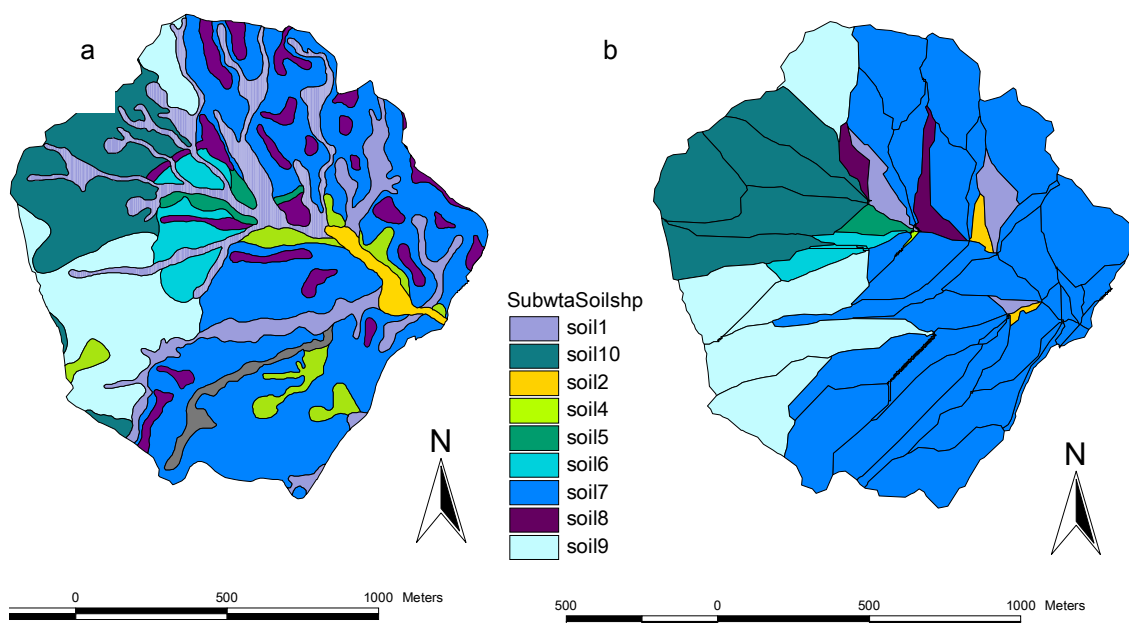 a
b
SubwtaSoilshp
soil1
soil10
soil2
soil4
soil5
soil6
soil7
soil8
soil9
N
N
0 500 1000 Meters
500 0 500 1000 Meters